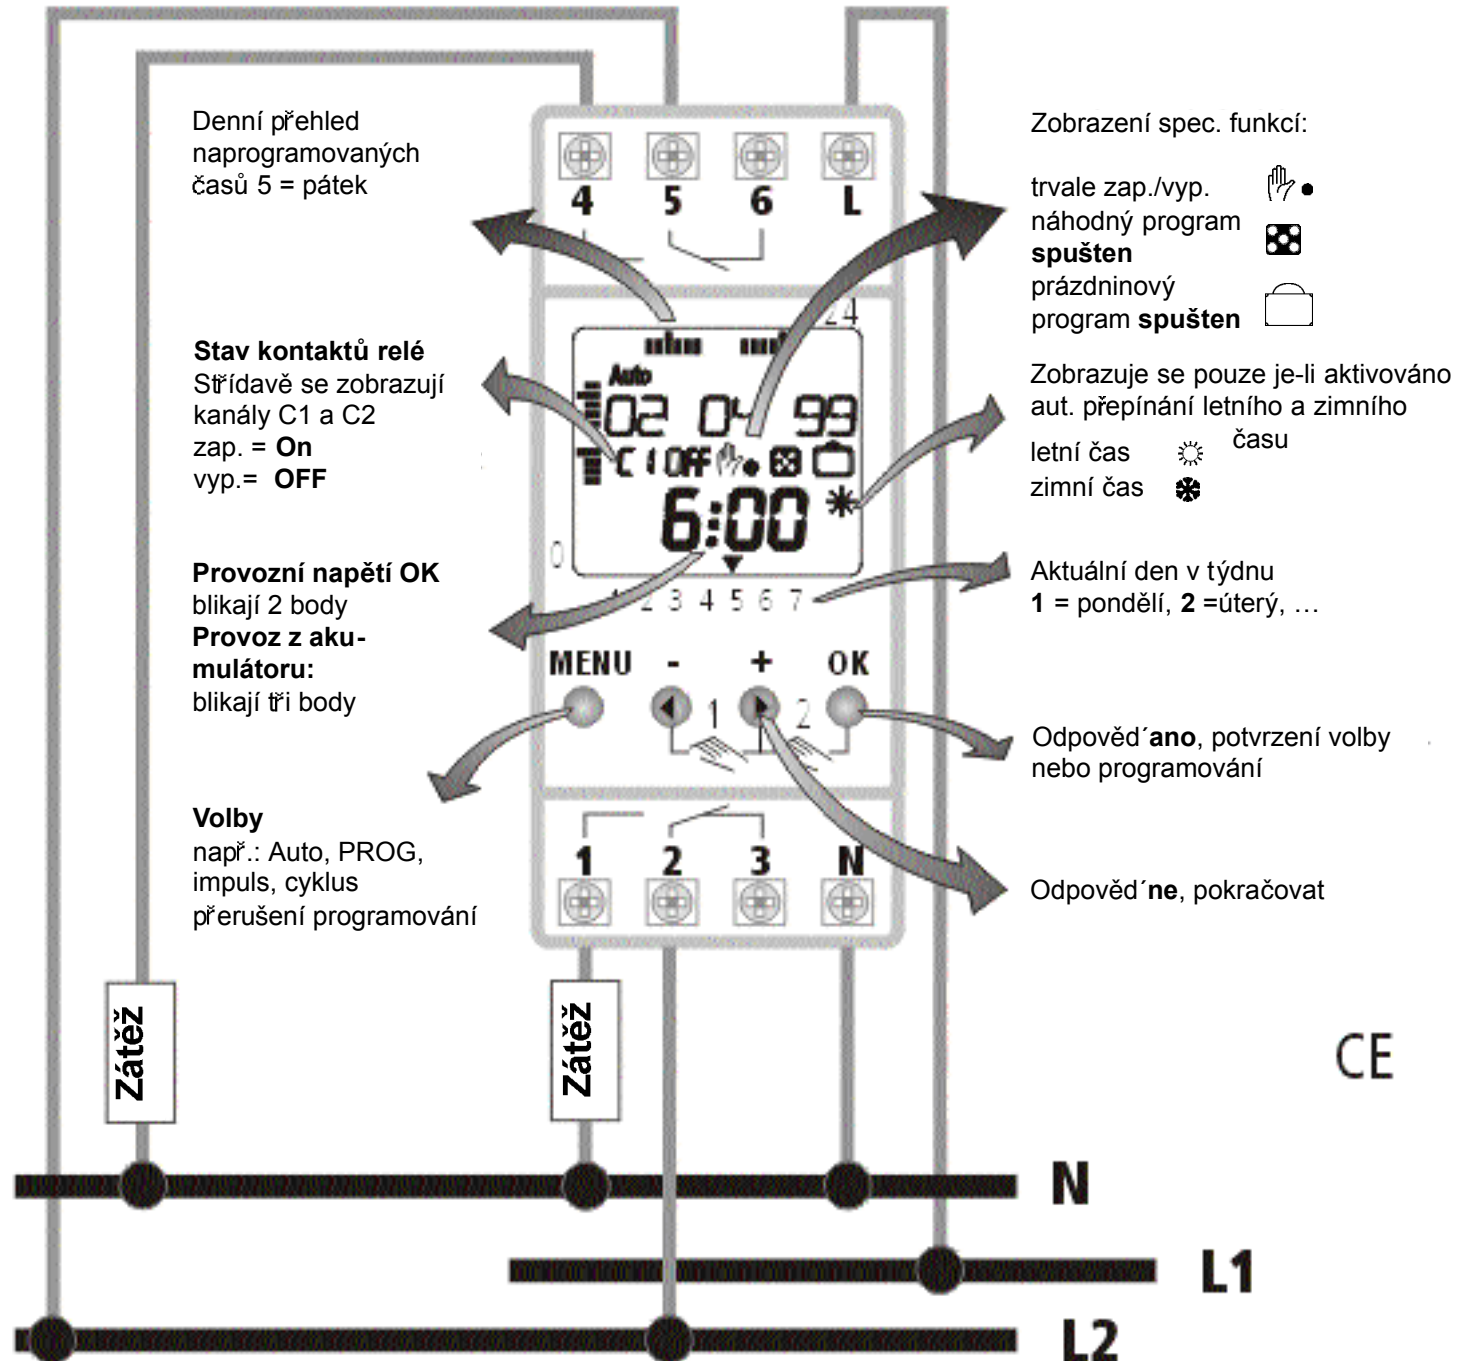 Denní přehled
naprogramovaných
časů 5 = pátek
4 5 6 L
Zobrazení spec. funkcí:
trvale zap./vyp.
náhodný program
spušten
prázdninový
program spušten
24
Stav kontaktů relé
Střídavě se zobrazují
kanály C1 a C2
zap. = On
vyp.= OFF
Auto
02 04 99
C1 OFF
6:00
0
1 2 3 4 5 6 7
Zobrazuje se pouze je-li aktivováno
aut. přepínání letního a zimního
času
letní čas
zimní čas
Provozní napětí OK
blikají 2 body
Provoz z aku-
mulátoru:
blikají tři body
Aktuální den v týdnu
1 = pondělí, 2 =úterý, ...
MENU - + OK
1 2
Odpověd´ano, potvrzení volby
nebo programování
Volby
např.: Auto, PROG,
impuls, cyklus
přerušení programování
1 2 3 N
Odpověd´ne, pokračovat
Zátěž
Zátěž
CE
N
L1
L2